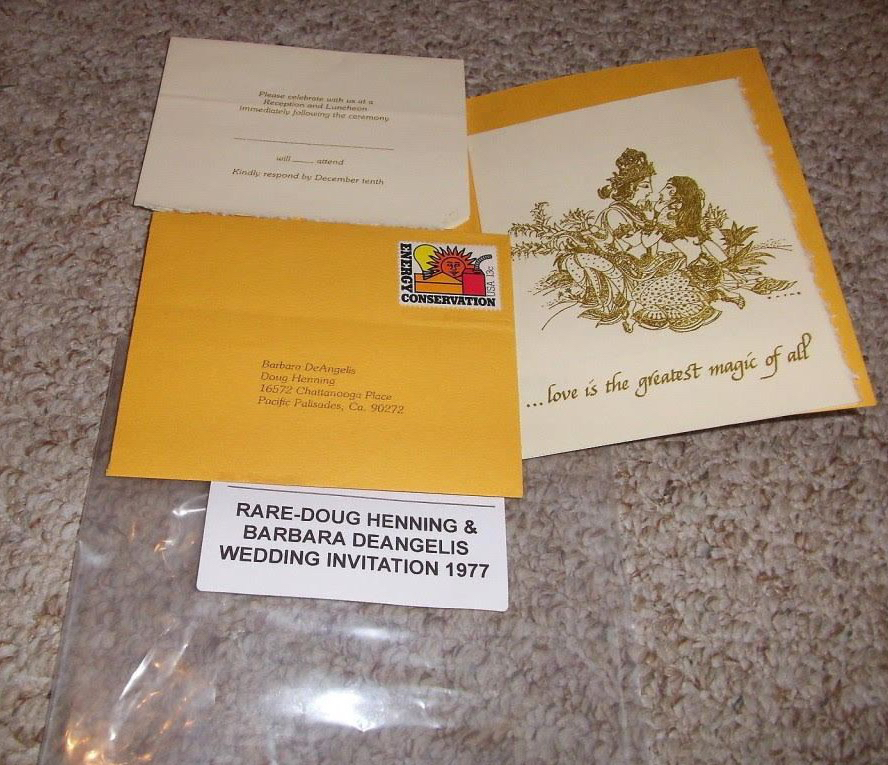 Please celebrate with us at a
Reception and Luncheon
immediately following the ceremony
will ____ attend
Kindly respond by December tenth
ENERGY
CONSERVATION
USA 13c
Barbara DeAngelis
Doug Henning
16572 Chattanooga Place
Pacific Palisades, Ca. 90272
...love is the greatest magic of all
RARE-DOUG HENNING &
BARBARA DEANGELIS
WEDDING INVITATION 1977